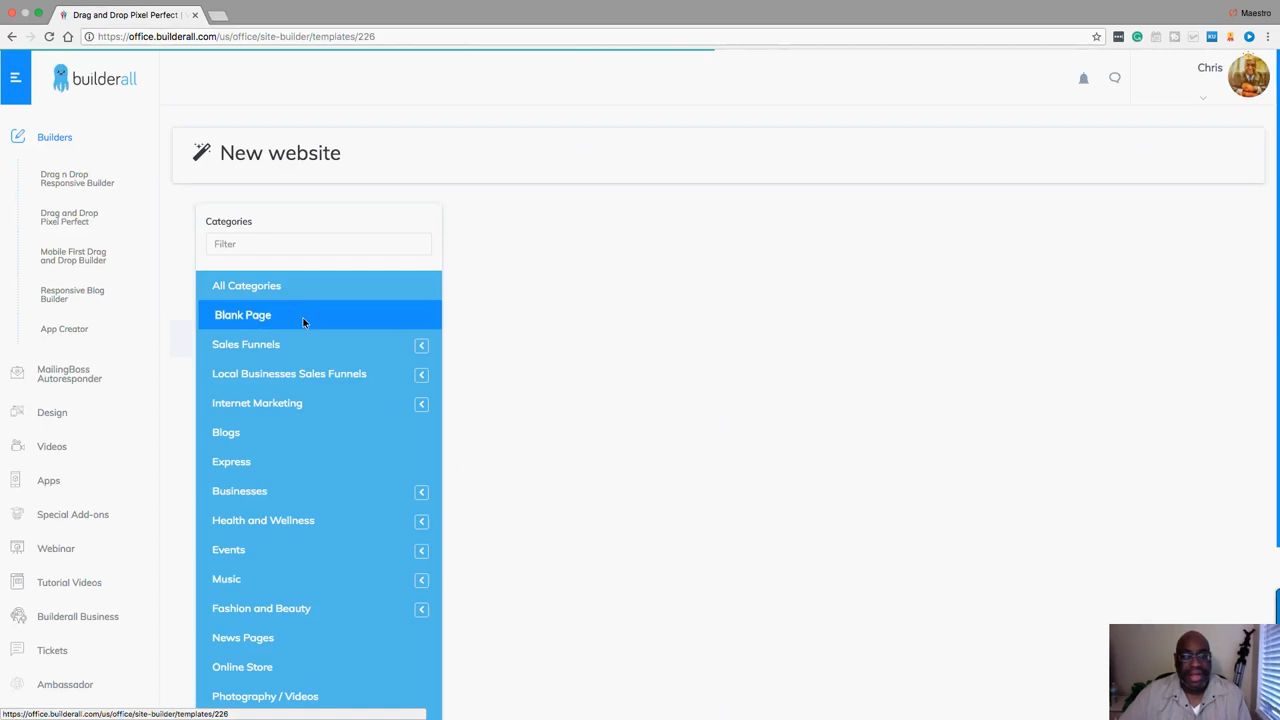 Drag and Drop Pixel Perfect |
Maestro
https://office.builderall.com/us/office/site-builder/templates/226
builderall
Chris
Builders
Drag n Drop
Responsive Builder
Drag and Drop
Pixel Perfect
Mobile First Drag
and Drop Builder
Responsive Blog
Builder
App Creator
MailingBoss
Autoresponder
Design
Videos
Apps
Special Add-ons
Webinar
Tutorial Videos
Builderall Business
Tickets
Ambassador
New website
Categories
Filter
All Categories
Blank Page
Sales Funnels
Local Businesses Sales Funnels
Internet Marketing
Blogs
Express
Businesses
Health and Wellness
Events
Music
Fashion and Beauty
News Pages
Online Store
Photography / Videos
https://office.builderall.com/us/office/site-builder/templates/226